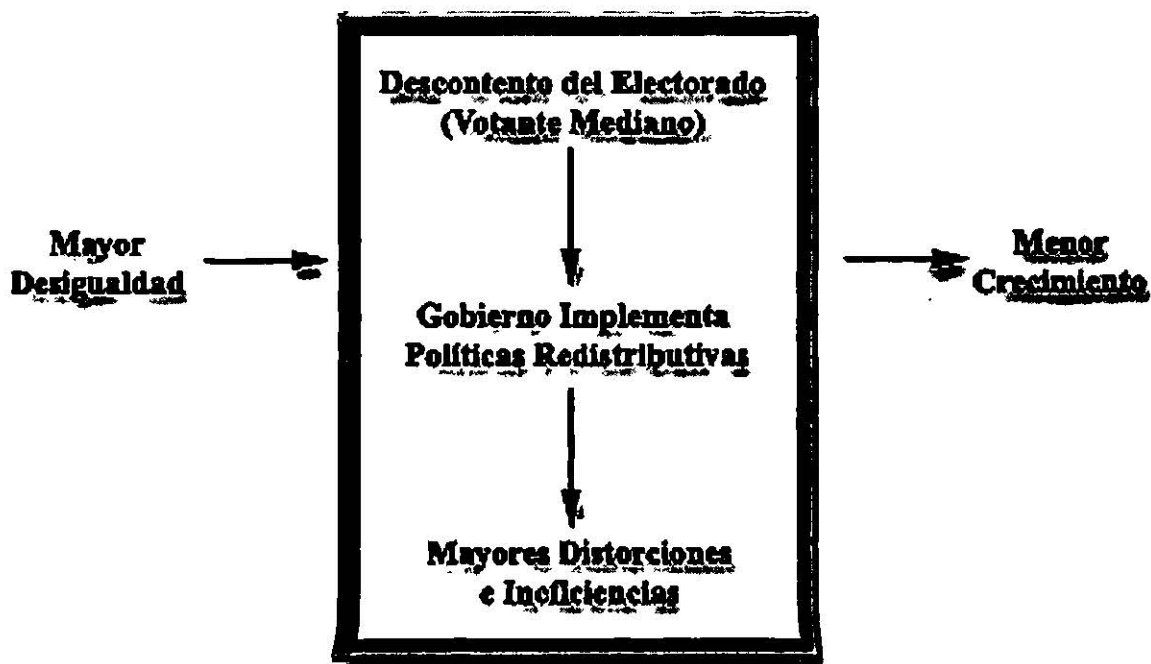 Descontento del Electorado
(Votante Mediano)
Mayor
Desigualdad
Gobierno Implementa
Políticas Redistributivas
Menor
Crecimiento
Mayores Distorciones
e Ineficiencias